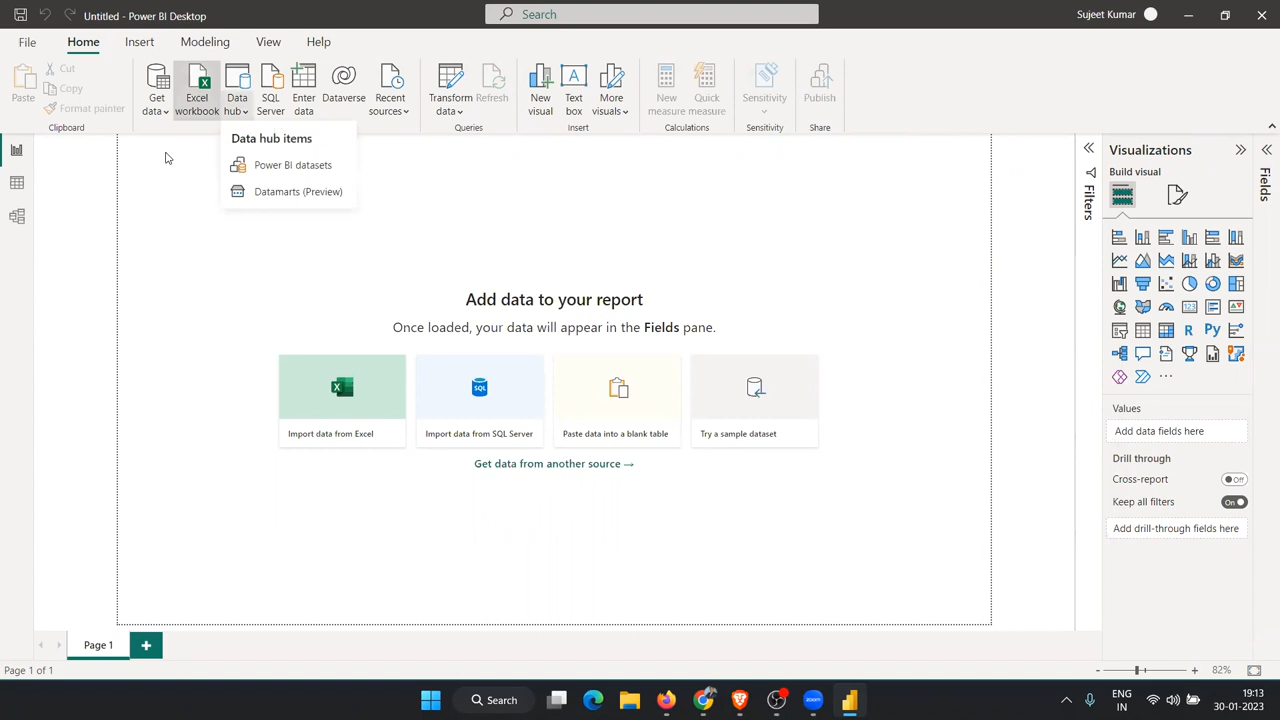 Untitled - Power BI Desktop
Search
Sujeet Kumar
File
Home
Insert
Modeling
View
Help
Paste
Cut
Copy
Format painter
Get data
Excel workbook
Data hub
SQL Server
Enter data
Dataverse
Recent sources
Transform data
Refresh
New visual
Text box
More visuals
New measure
Quick measure
Sensitivity
Publish
Clipboard
Queries
Insert
Calculations
Sensitivity
Share
Data hub items
Power BI datasets
Datamarts (Preview)
Add data to your report
Once loaded, your data will appear in the Fields pane.
SQL
Import data from Excel
Import data from SQL Server
Paste data into a blank table
Try a sample dataset
Get data from another source →
Filters
Visualizations
Build visual
123
R
Py
Values
Add data fields here
Drill through
Cross-report
Off
Keep all filters
On
Add drill-through fields here
Fields
Page 1
Page 1 of 1
82%
Search
ENG
IN
19:13
30-01-2023